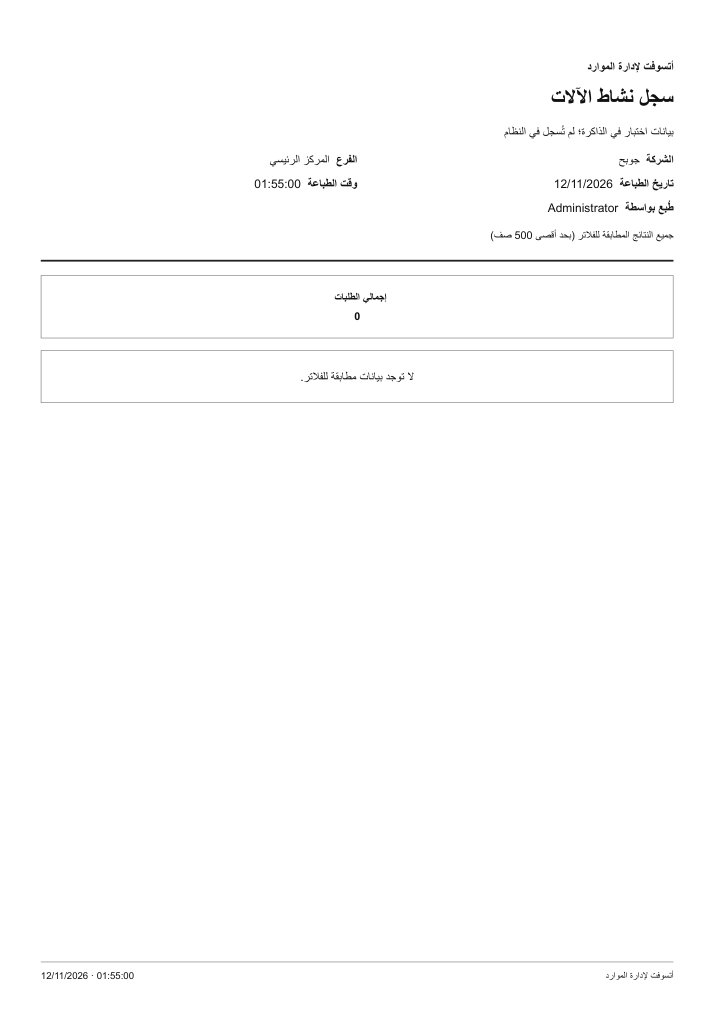 أتسوفت لإدارة الموارد
سجل نشاط الآلات
بيانات اختبار في الذاكرة؛ لم تُسجل في النظام
الشركة جوبح الفرع المركز الرئيسي
تاريخ الطباعة 12/11/2026 وقت الطباعة 01:55:00
طُبع بواسطة Administrator
جميع النتائج المطابقة للفلاتر (بحد أقصى 500 صف)
إجمالي الطلبات
0
لا توجد بيانات مطابقة للفلاتر.
أتسوفت لإدارة الموارد 12/11/2026 · 01:55:00